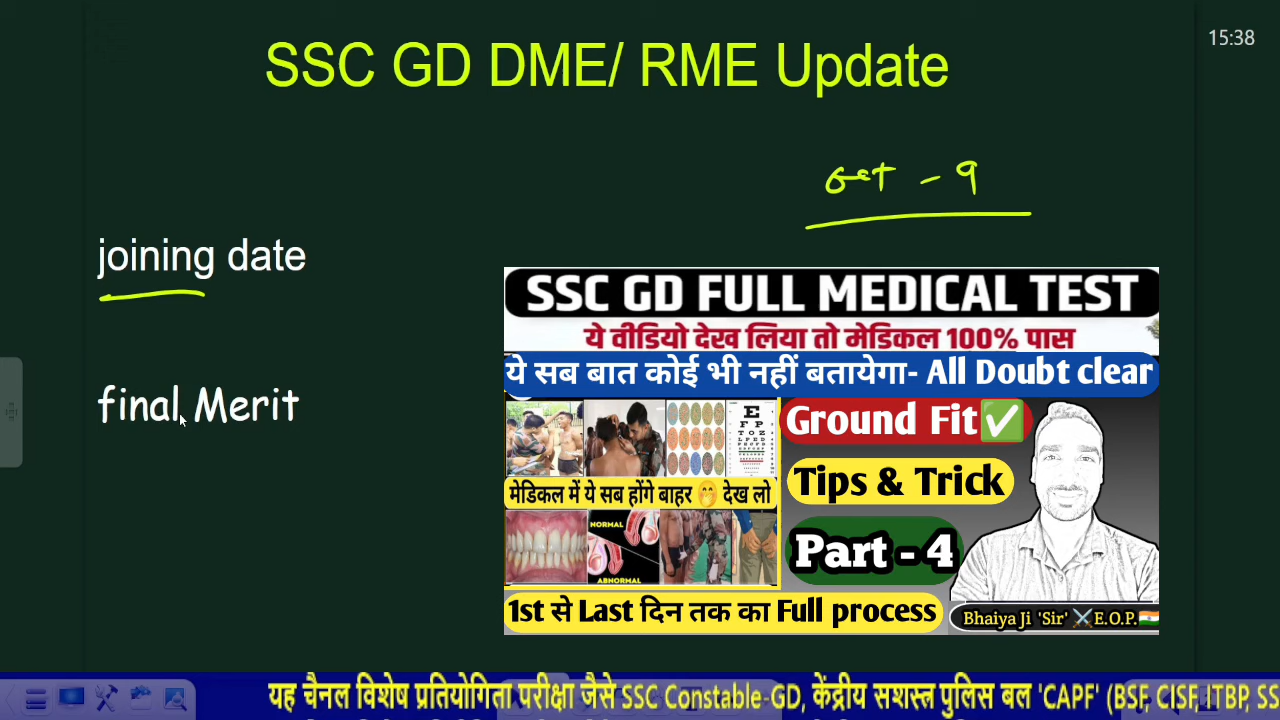 15:38
SSC GD DME/ RME Update
oct - 9
joining date
final Merit
SSC GD FULL MEDICAL TEST
ये वीडियो देख लिया तो मेडिकल 100% पास
ये सब बात कोई भी नहीं बतायेगा- All Doubt clear
Ground Fit✅
Tips & Trick
मेडिकल में ये सब होंगे बाहर 🤭 देख लो
NORMAL
ABNORMAL
Part - 4
1st से Last दिन तक का Full process
Bhaiya Ji 'Sir' ⚔️E.O.P.🇮🇳
यह चैनल विशेष प्रतियोगिता परीक्षा जैसे SSC Constable-GD, केंद्रीय सशस्त्र पुलिस बल 'CAPF' (BSF, CISF, ITBP, SS